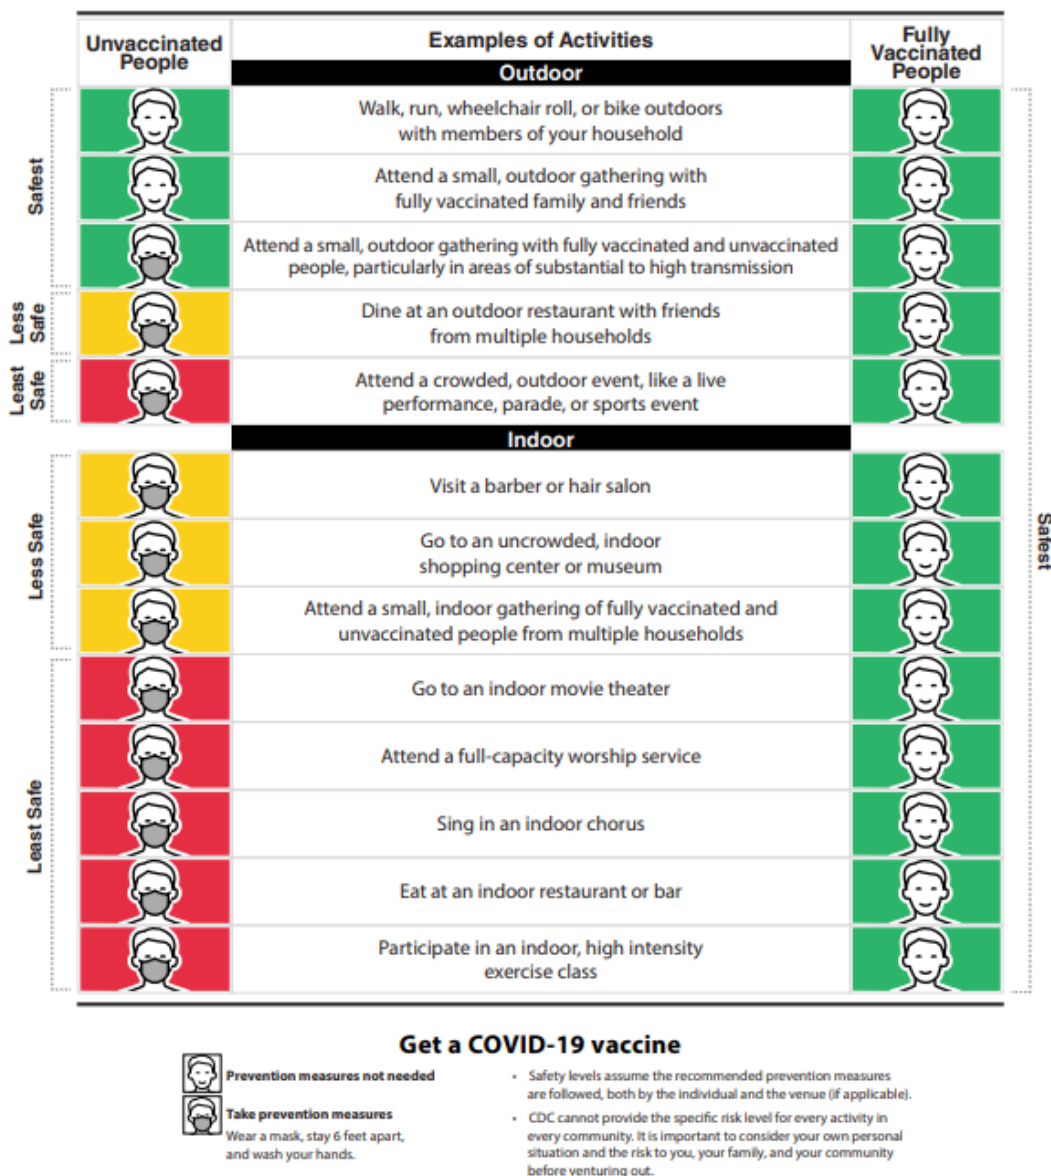 Unvaccinated
People
Examples of Activities
Fully
Vaccinated
People
Outdoor
Safest
Walk, run, wheelchair roll, or bike outdoors
with members of your household
Attend a small, outdoor gathering with
fully vaccinated family and friends
Attend a small, outdoor gathering with fully vaccinated and unvaccinated
people, particularly in areas of substantial to high transmission
Less
Safe
Dine at an outdoor restaurant with friends
from multiple households
Least
Safe
Attend a crowded, outdoor event, like a live
performance, parade, or sports event
Indoor
Less Safe
Visit a barber or hair salon
Go to an uncrowded, indoor
shopping center or museum
Attend a small, indoor gathering of fully vaccinated and
unvaccinated people from multiple households
Safest
Least Safe
Go to an indoor movie theater
Attend a full-capacity worship service
Sing in an indoor chorus
Eat at an indoor restaurant or bar
Participate in an indoor, high intensity
exercise class
Get a COVID-19 vaccine
Prevention measures not needed
Take prevention measures
Wear a mask, stay 6 feet apart,
and wash your hands.
• Safety levels assume the recommended prevention measures
are followed, both by the individual and the venue (if applicable).
• CDC cannot provide the specific risk level for every activity in
every community. It is important to consider your own personal
situation and the risk to you, your family, and your community
before venturing out.